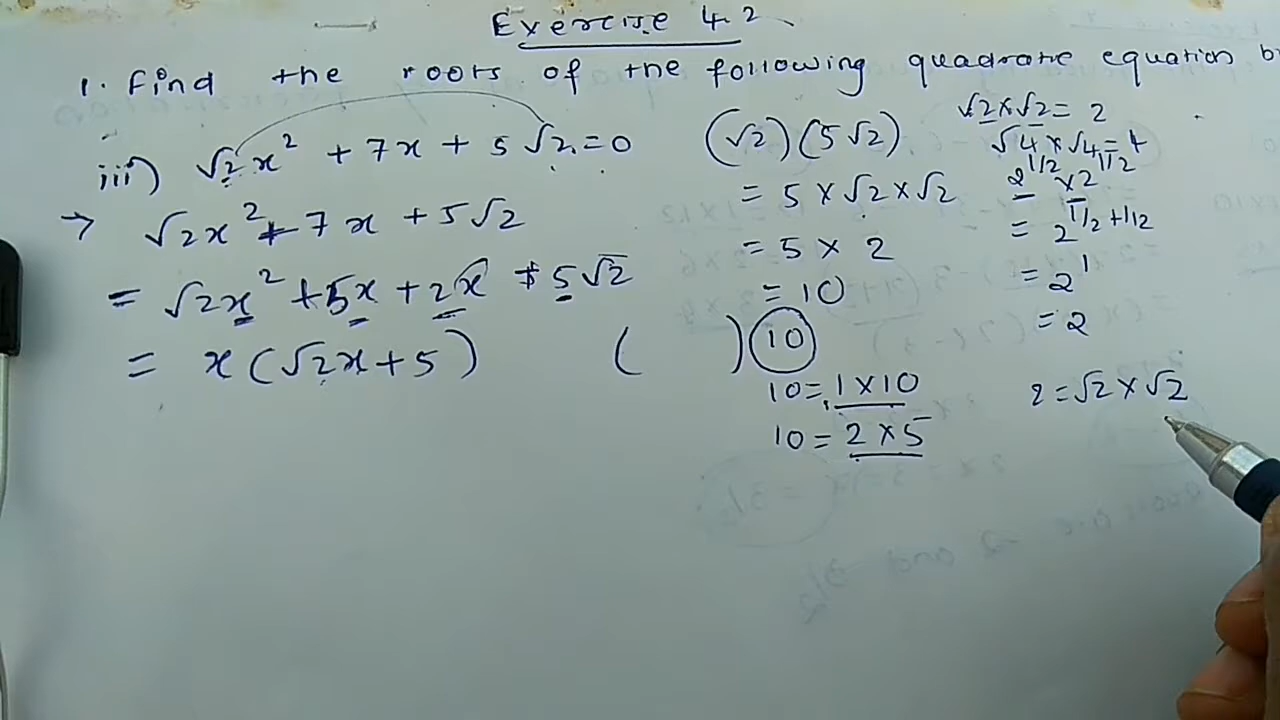 Exercise 4.2
1. Find the roots of the following quadratic equation b
iii) √2x² + 7x + 5√2 = 0
→ √2x² + 7x + 5√2
= √2x² + 5x + 2x + 5√2
= x(√2x+5) ( )
(√2)(5√2)
= 5 × √2 × √2
= 5 × 2
= 10
10
10 = 1 × 10
10 = 2 × 5
√2×√2 = 2
√4 × √4 = 4
2^1/2 × 2^1/2
= 2^1/2 + 1/2
= 2^1
= 2
2 = √2 × √2